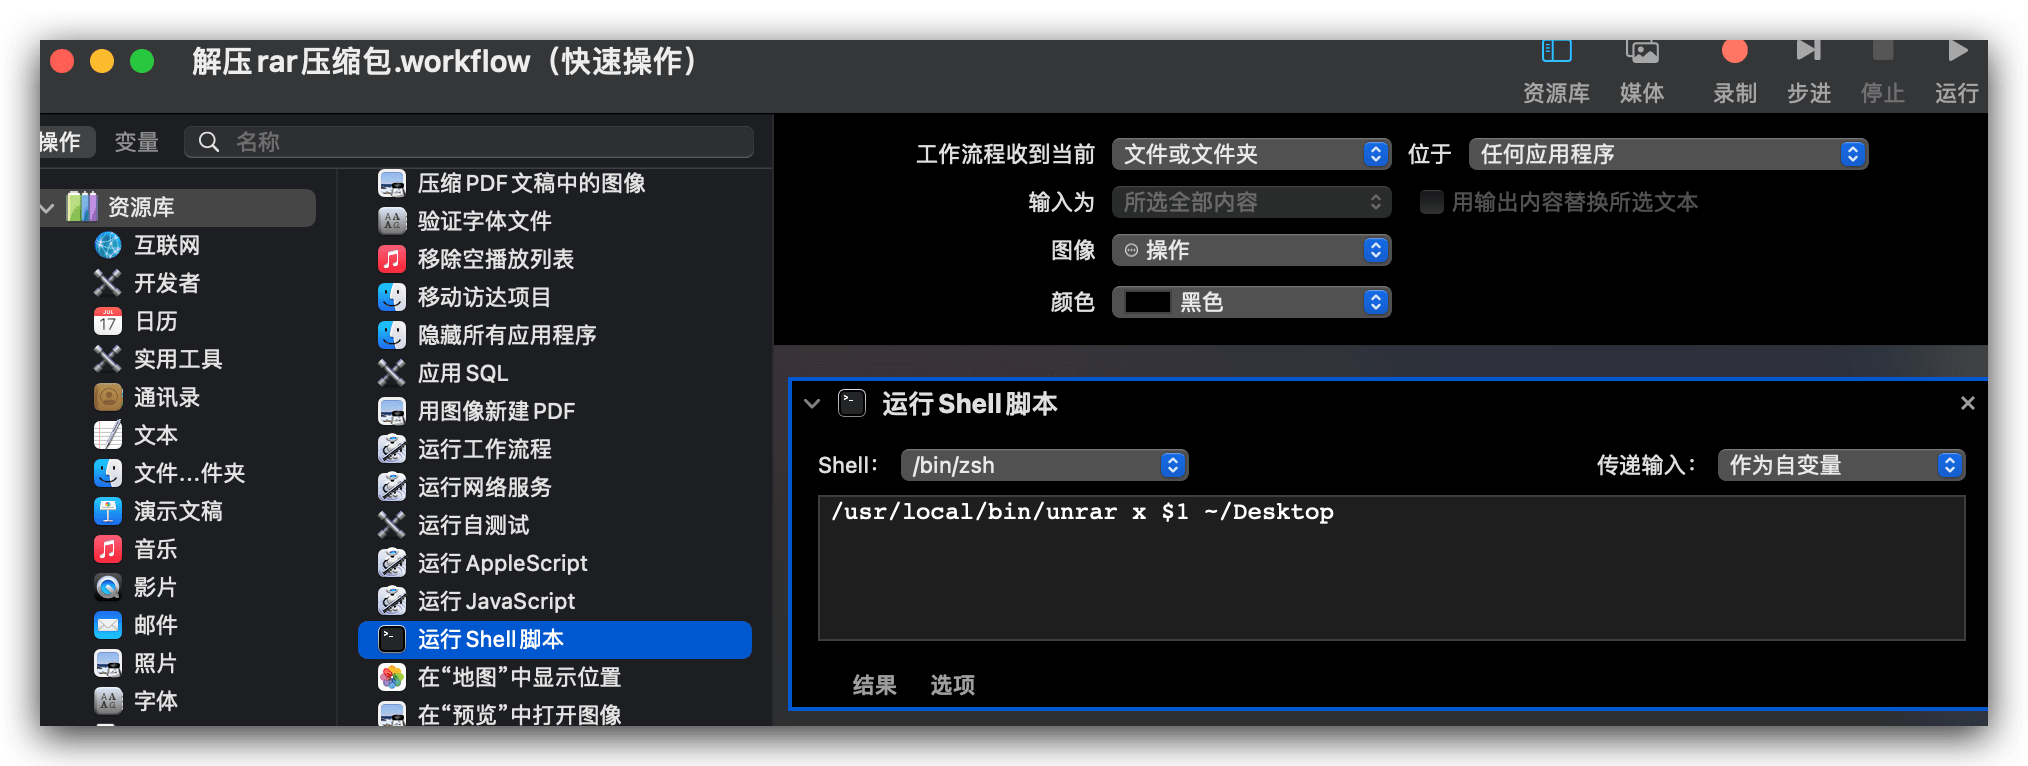 解压 rar 压缩包.workflow（快速操作）
资源库
媒体
录制
步进
停止
运行
操作
变量
名称
资源库
互联网
开发者
JUL
17
日历
实用工具
通讯录
文本
文件...件夹
演示文稿
音乐
影片
邮件
照片
字体
压缩 PDF 文稿中的图像
验证字体文件
移除空播放列表
移动访达项目
隐藏所有应用程序
应用 SQL
用图像新建 PDF
运行工作流程
运行网络服务
运行自测试
运行 AppleScript
运行 JavaScript
运行 Shell 脚本
在“地图”中显示位置
在“预览”中打开图像
工作流程收到当前 文件或文件夹 位于 任何应用程序
输入为 所选全部内容 用输出内容替换所选文本
图像 操作
颜色 黑色
运行 Shell 脚本
Shell： /bin/zsh 传递输入： 作为自变量
/usr/local/bin/unrar x $1 ~/Desktop
结果 选项